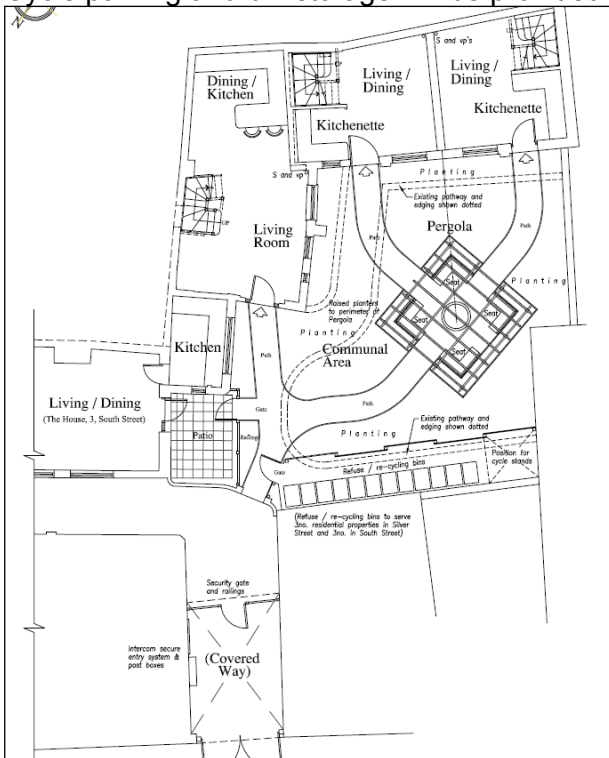 Dining /
Kitchen
Living /
Dining
Kitchenette
S and vp's
Living /
Dining
Kitchenette
S and vp's
UP
Living
Room
Planting
Planting
Existing pathway and
edging shown dotted
Pergola
Path
Path
Planting
Raised planters
to perimeter of
Pergola
Planting
Seat
Seat
Seat
Seat
Communal
Area
Kitchen
Path
Path
Living / Dining
(The House, 3, South Street)
Gate
Patio
Railings
Planting
Existing pathway and
edging shown dotted
Gate
Refuse / re-cycling bins
Position for
cycle stands
(Refuse / re-cycling bins to serve
3no. residential properties in Silver
Street and 3no. in South Street)
Security gate
and railings
Intercom secure
entry system &
post boxes
(Covered
Way)